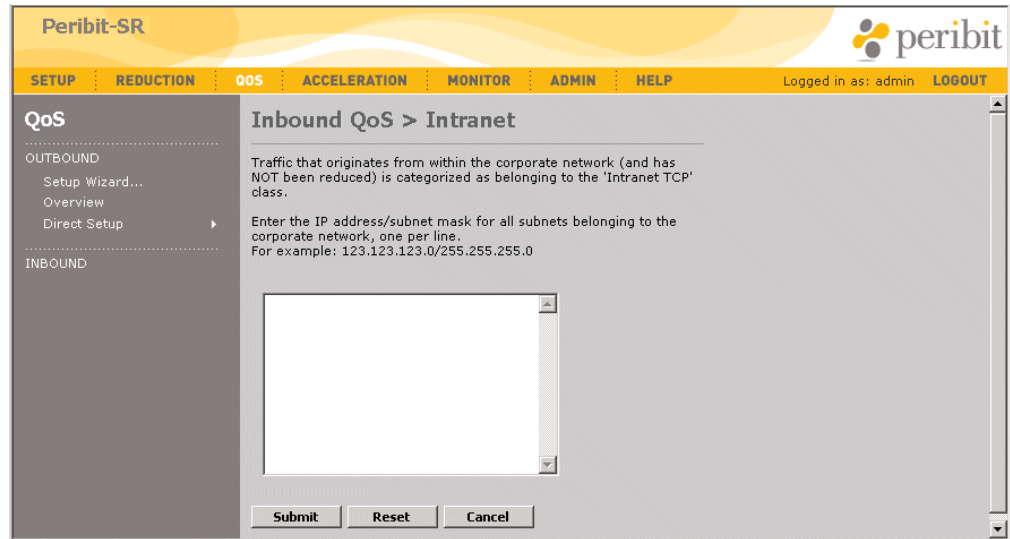 Peribit-SR
peribit
SETUP REDUCTION QOS ACCELERATION MONITOR ADMIN HELP Logged in as: admin LOGOUT
QoS
OUTBOUND
Setup Wizard...
Overview
Direct Setup
INBOUND
Inbound QoS > Intranet
Traffic that originates from within the corporate network (and has
NOT been reduced) is categorized as belonging to the 'Intranet TCP'
class.
Enter the IP address/subnet mask for all subnets belonging to the
corporate network, one per line.
For example: 123.123.123.0/255.255.255.0
Submit Reset Cancel